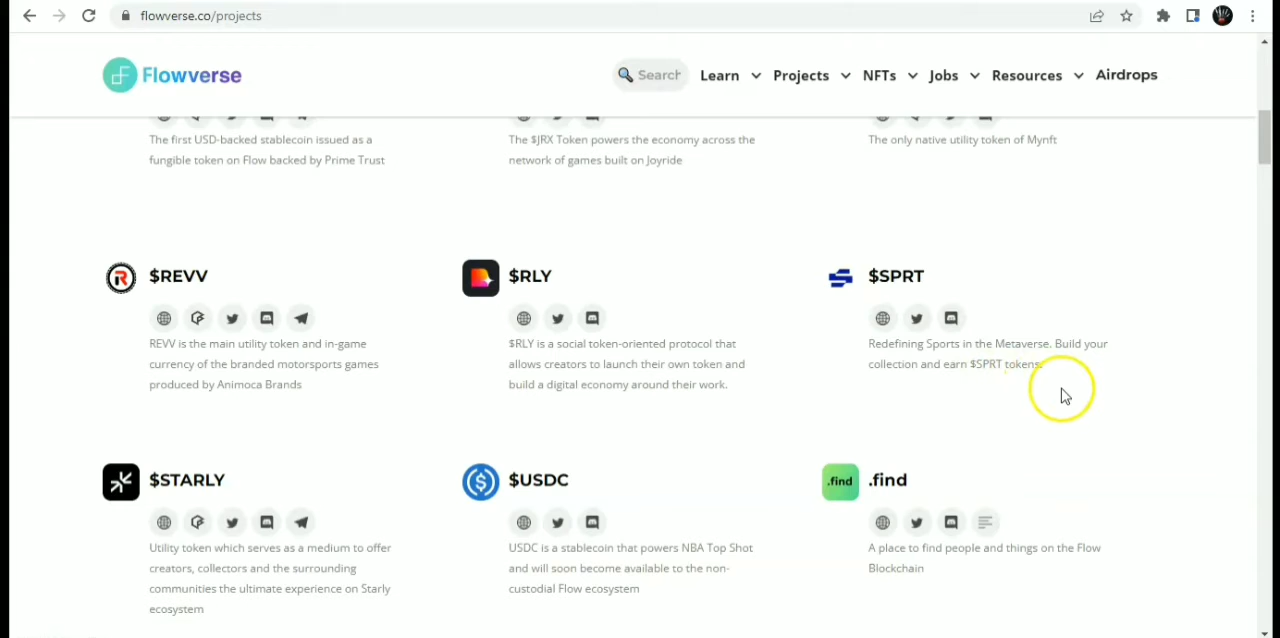 flowverse.co/projects
Flowverse
Search
Learn
Projects
NFTs
Jobs
Resources
Airdrops
The first USD-backed stablecoin issued as a
fungible token on Flow backed by Prime Trust
The $JRX Token powers the economy across the
network of games built on Joyride
The only native utility token of Mynft
$REVV
REVV is the main utility token and in-game
currency of the branded motorsports games
produced by Animoca Brands
$RLY
$RLY is a social token-oriented protocol that
allows creators to launch their own token and
build a digital economy around their work.
$SPRT
Redefining Sports in the Metaverse. Build your
collection and earn $SPRT tokens.
$STARLY
Utility token which serves as a medium to offer
creators, collectors and the surrounding
communities the ultimate experience on Starly
ecosystem
$USDC
USDC is a stablecoin that powers NBA Top Shot
and will soon become available to the non-
custodial Flow ecosystem
.find
.find
A place to find people and things on the Flow
Blockchain